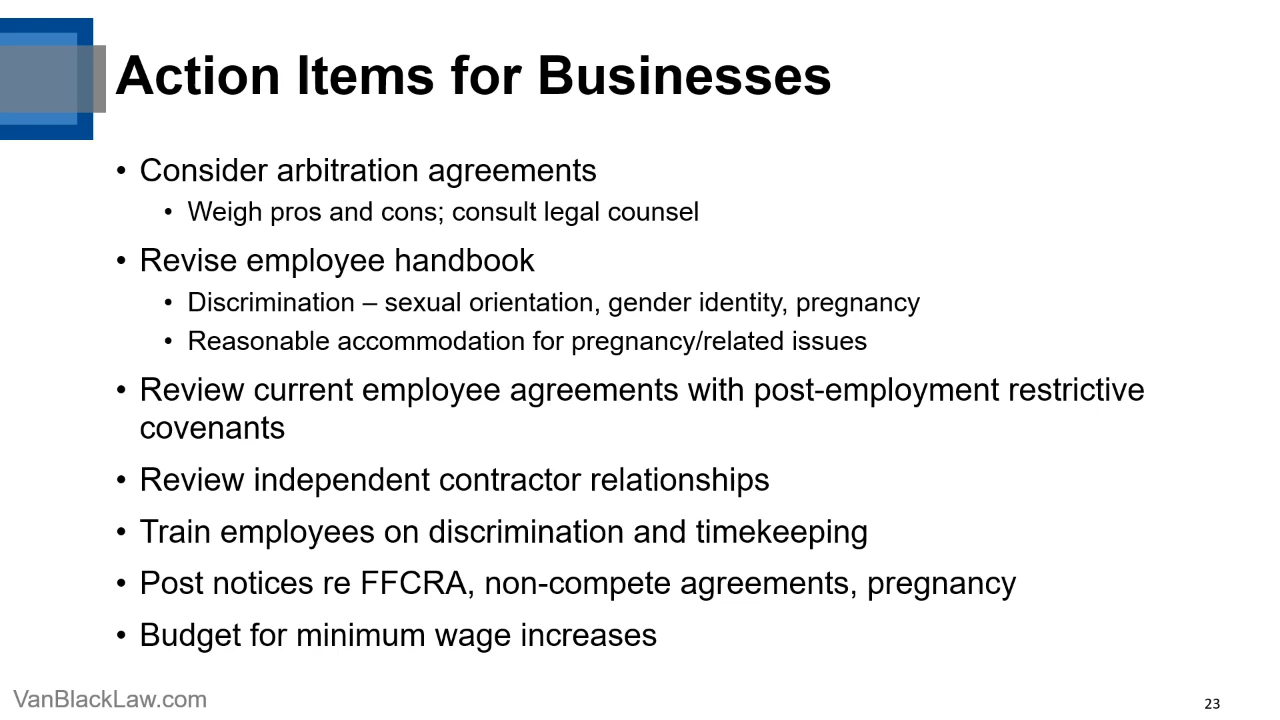 Action Items for Businesses
• Consider arbitration agreements
• Weigh pros and cons; consult legal counsel
• Revise employee handbook
• Discrimination – sexual orientation, gender identity, pregnancy
• Reasonable accommodation for pregnancy/related issues
• Review current employee agreements with post-employment restrictive
covenants
• Review independent contractor relationships
• Train employees on discrimination and timekeeping
• Post notices re FFCRA, non-compete agreements, pregnancy
• Budget for minimum wage increases
VanBlackLaw.com
23